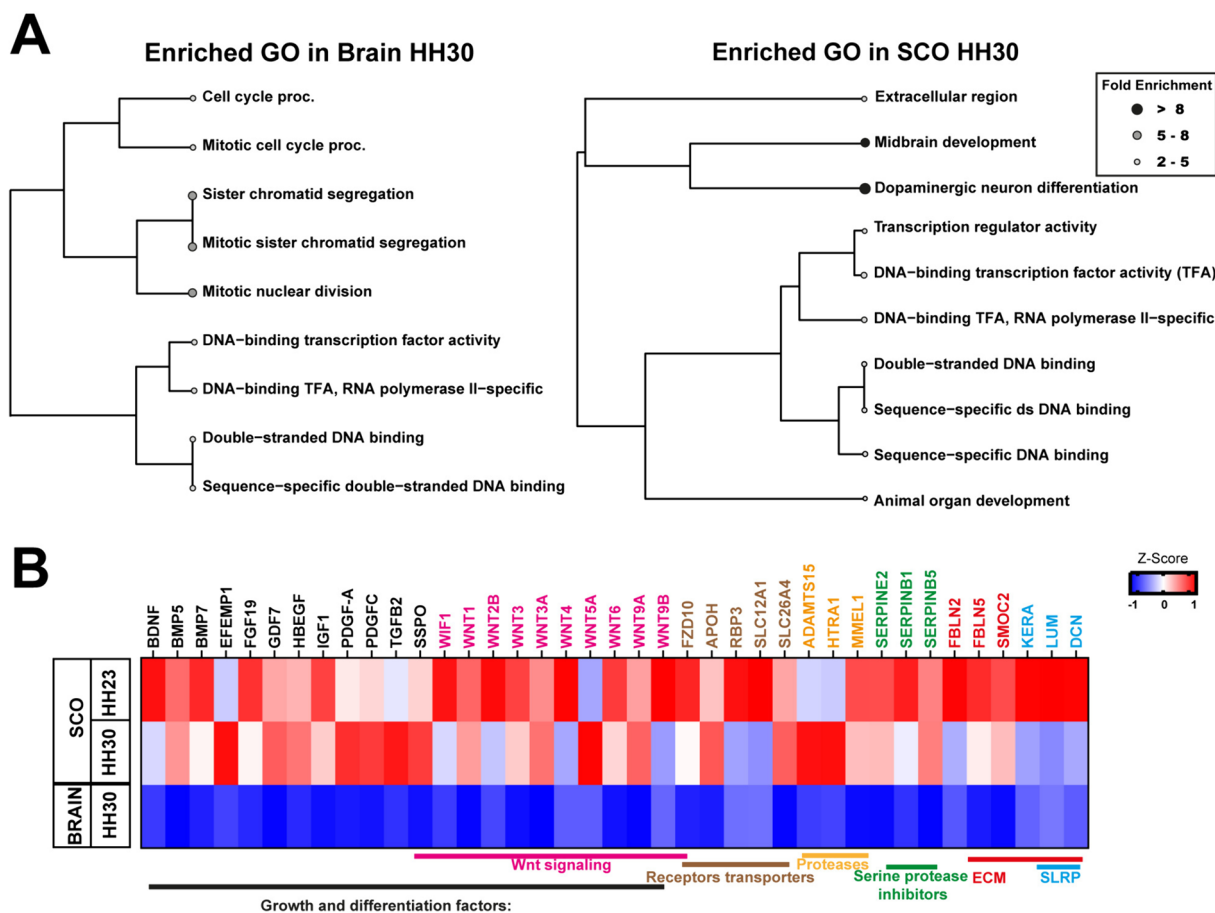 A
Enriched GO in Brain HH30
Cell cycle proc.
Mitotic cell cycle proc.
Sister chromatid segregation
Mitotic sister chromatid segregation
Mitotic nuclear division
DNA−binding transcription factor activity
DNA−binding TFA, RNA polymerase II−specific
Double−stranded DNA binding
Sequence−specific double−stranded DNA binding
Enriched GO in SCO HH30
Extracellular region
Midbrain development
Dopaminergic neuron differentiation
Transcription regulator activity
DNA−binding transcription factor activity (TFA)
DNA−binding TFA, RNA polymerase II−specific
Double−stranded DNA binding
Sequence−specific ds DNA binding
Sequence−specific DNA binding
Animal organ development
Fold Enrichment
> 8
5 - 8
2 - 5
B
Z-Score
-1 0 1
BDNF
BMP5
BMP7
EFEMP1
FGF19
GDF7
HBEGF
IGF1
PDGF-A
PDGFC
TGFB2
SSPO
WIF1
WNT1
WNT2B
WNT3
WNT3A
WNT4
WNT5A
WNT6
WNT9A
WNT9B
FZD10
APOH
RBP3
SLC12A1
SLC26A4
ADAMTS15
HTRA1
MMEL1
SERPINE2
SERPINB1
SERPINB5
FBLN2
FBLN5
SMOC2
KERA
LUM
DCN
SCO
HH23
HH30
BRAIN
HH30
Wnt signaling
Receptors transporters
Proteases
Serine protease
inhibitors
ECM
SLRP
Growth and differentiation factors: